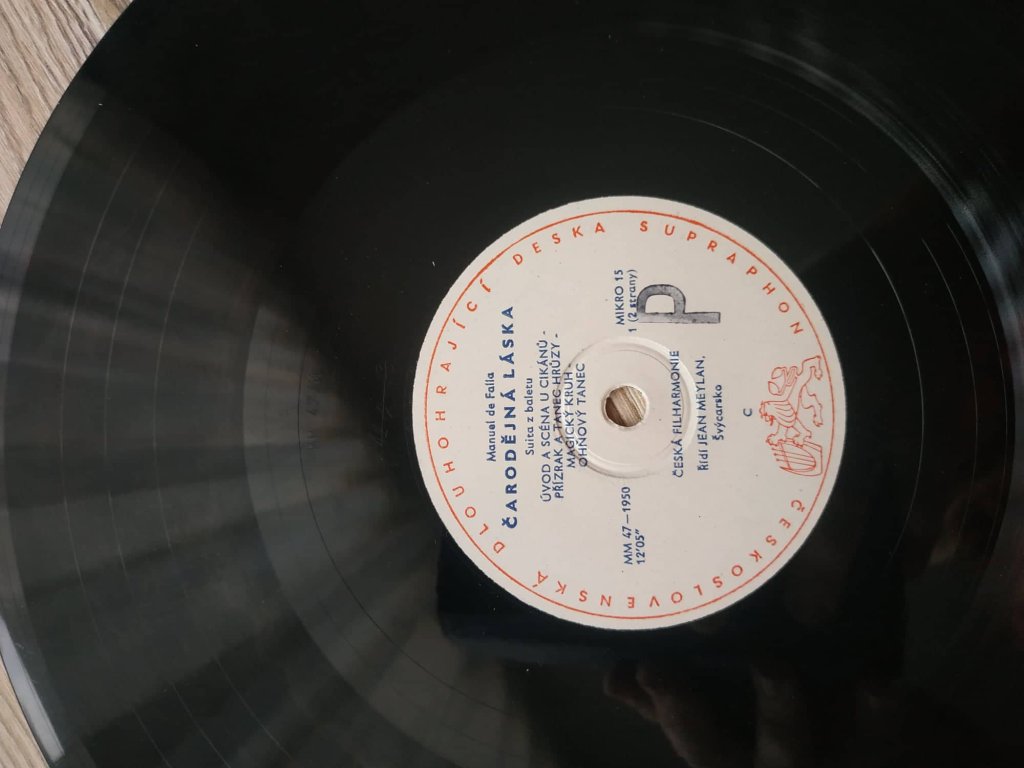 ČESKOSLOVENSKÁ DLOUHOHRAJÍCÍ DESKA SUPRAPHON
Manuel de Falla
ČARODĚJNÁ LÁSKA
Suita z baletu
ÚVOD A SCÉNA U CIKÁNŮ -
PŘÍZRAK A TANEC HRŮZY -
MAGICKÝ KRUH -
OHŇOVÝ TANEC
MM 47-1950
12'05"
MIKRO 15
1 (2 strany)
P
ČESKÁ FILHARMONIE
Řídí JEAN MEYLAN,
Švýcarsko
C